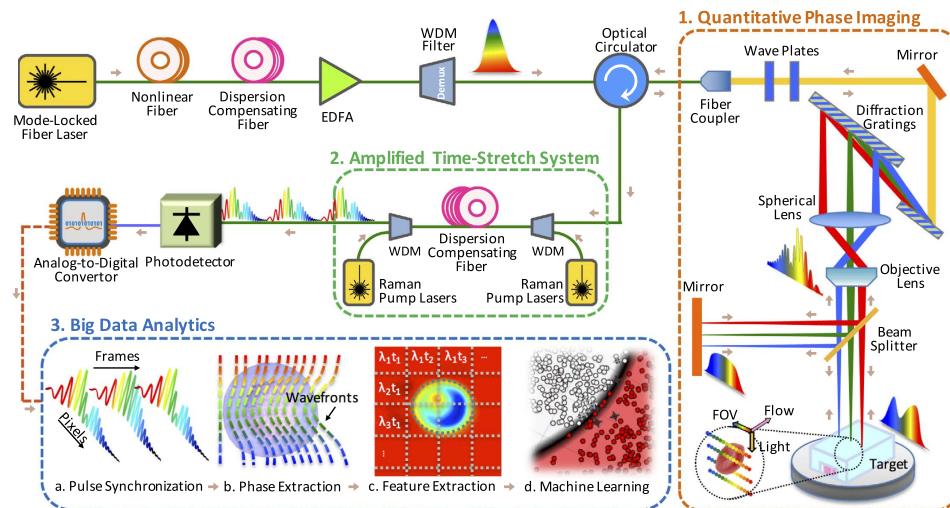 1. Quantitative Phase Imaging
WDM
Filter
Optical
Circulator
Wave Plates
Mirror
Demux
Mode-Locked
Fiber Laser
Nonlinear
Fiber
Dispersion
Compensating
Fiber
EDFA
Fiber
Coupler
Diffraction
Gratings
2. Amplified Time-Stretch System
Spherical
Lens
010101010101
Analog-to-Digital
Convertor
Photodetector
WDM
Dispersion
Compensating
Fiber
WDM
Raman
Pump Lasers
Raman
Pump Lasers
Objective
Lens
Mirror
Beam
Splitter
3. Big Data Analytics
Frames
Pixels
Wavefronts
λ1t1 λ1t2 λ1t3 ...
λ2t1
λ3t1
...
FOV
Flow
Light
Target
a. Pulse Synchronization
b. Phase Extraction
c. Feature Extraction
d. Machine Learning